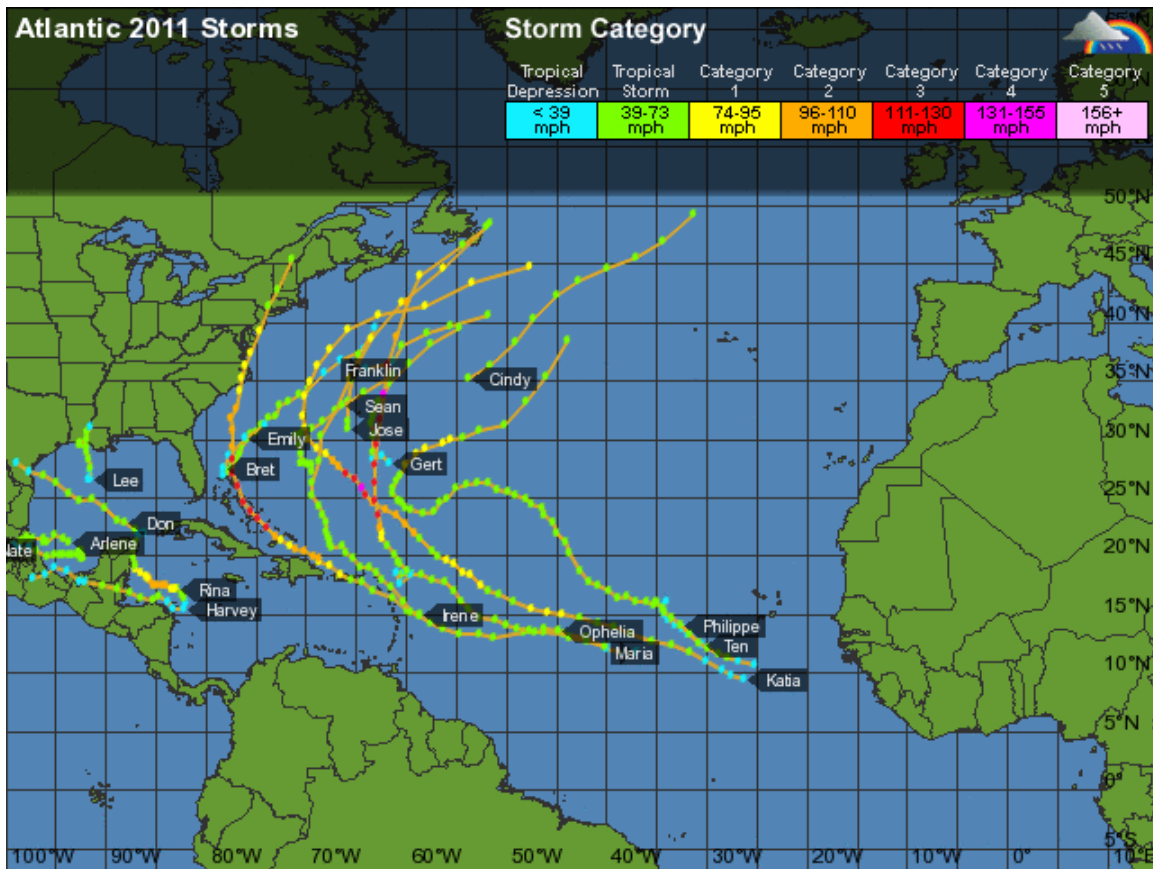 Atlantic 2011 Storms
Storm Category
Tropical Depression
Tropical Storm
Category 1
Category 2
Category 3
Category 4
Category 5
< 39 mph
39-73 mph
74-95 mph
96-110 mph
111-130 mph
131-155 mph
156+ mph
50°N
45°N
40°N
Franklin
35°N
Cindy
Sean
Jose
30°N
Emily
Gert
Bret
Lee
25°N
Don
Arlene
20°N
Rina
Harvey
15°N
Irene
Philippe
Ophelia
Ten
Maria
10°N
Katia
5°N
0°
5°S
100°W 90°W 80°W 70°W 60°W 50°W 40°W 30°W 20°W 10°W 0° 10°E